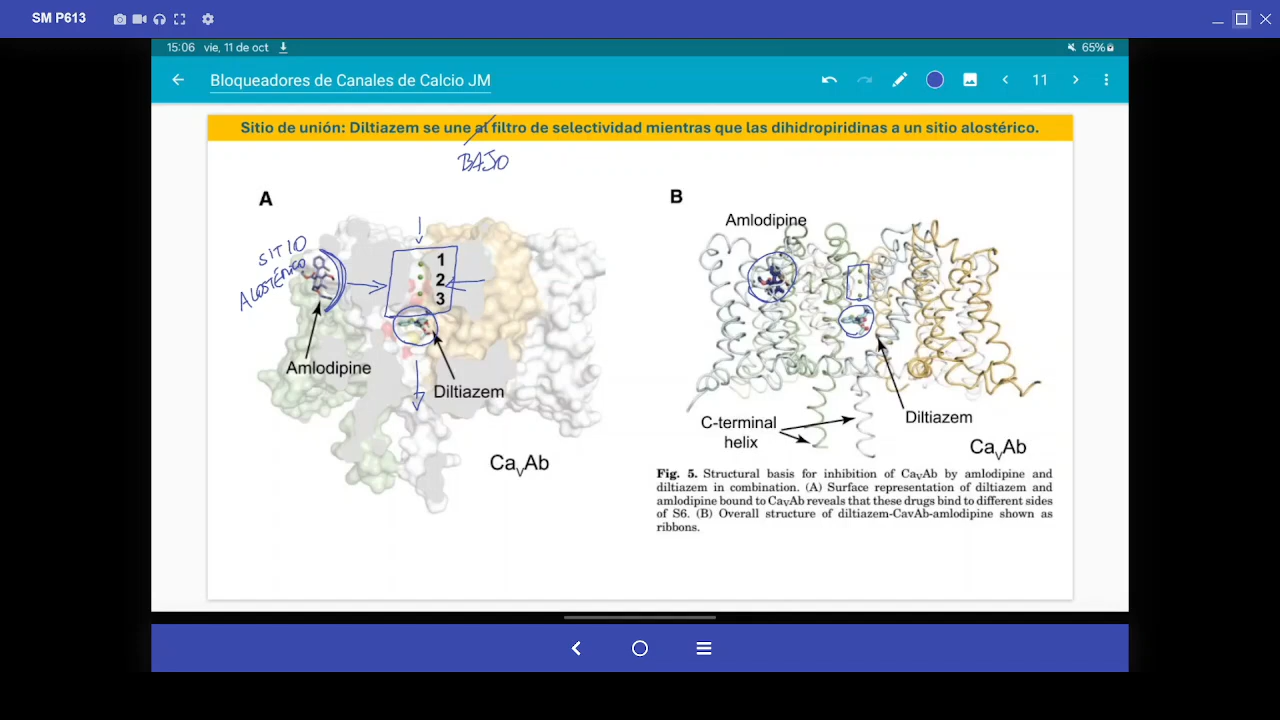 SM P613
15:06 vie, 11 de oct
65%
Bloqueadores de Canales de Calcio JM
11
Sitio de unión: Diltiazem se une al filtro de selectividad mientras que las dihidropiridinas a un sitio alostérico.
BAJO
A
SITIO
ALOSTÉRICO
1
2
3
Amlodipine
Diltiazem
CaVAb
B
Amlodipine
C-terminal
helix
Diltiazem
CaVAb
Fig. 5. Structural basis for inhibition of CaVAb by amlodipine and
diltiazem in combination. (A) Surface representation of diltiazem and
amlodipine bound to CaVAb reveals that these drugs bind to different sides
of S6. (B) Overall structure of diltiazem-CavAb-amlodipine shown as
ribbons.